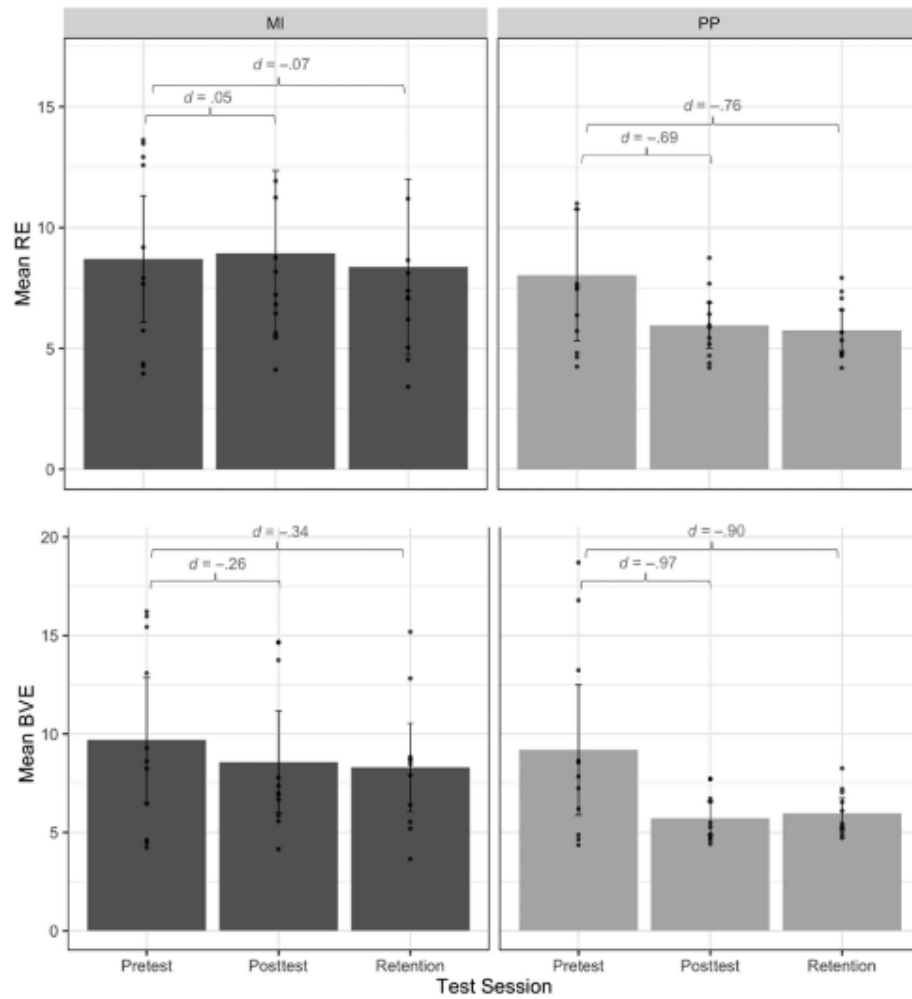 MI PP
d = –.07
d = .05
d = –.76
d = –.69
15
10
5
0
Mean RE
d = –.34
d = –.26
d = –.90
d = –.97
20
15
10
5
0
Mean BVE
Pretest Posttest Retention Pretest Posttest Retention
Test Session